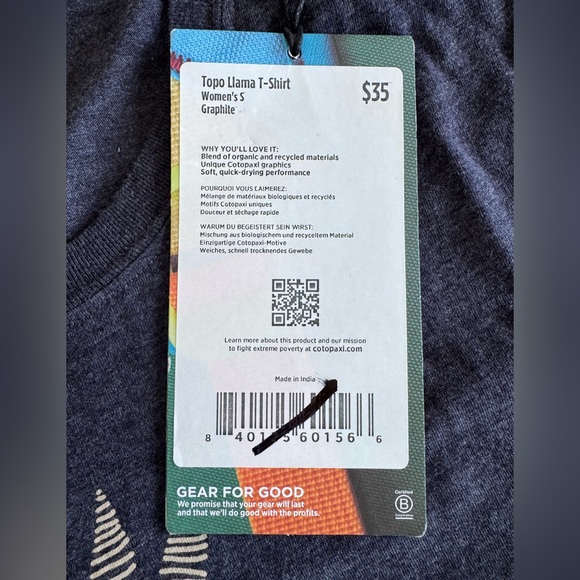 Topo Llama T-Shirt
Women's S
Graphite
$35
WHY YOU'LL LOVE IT:
Blend of organic and recycled materials
Unique Cotopaxi graphics
Soft, quick-drying performance
POURQUOI VOUS L'AIMEREZ:
Mélange de matériaux biologiques et recyclés
Motifs Cotopaxi uniques
Douceur et séchage rapide
WARUM DU BEGEISTERT SEIN WIRST:
Mischung aus biologischem und recyceltem Material
Einzigartige Cotopaxi-Motive
Weiches, schnell trocknendes Gewebe
Learn more about this product and our mission
to fight extreme poverty at cotopaxi.com
Made in India
8 60156 6
GEAR FOR GOOD
We promise that your gear will last
and that we'll do good with the profits.
Certified
B
Corporation